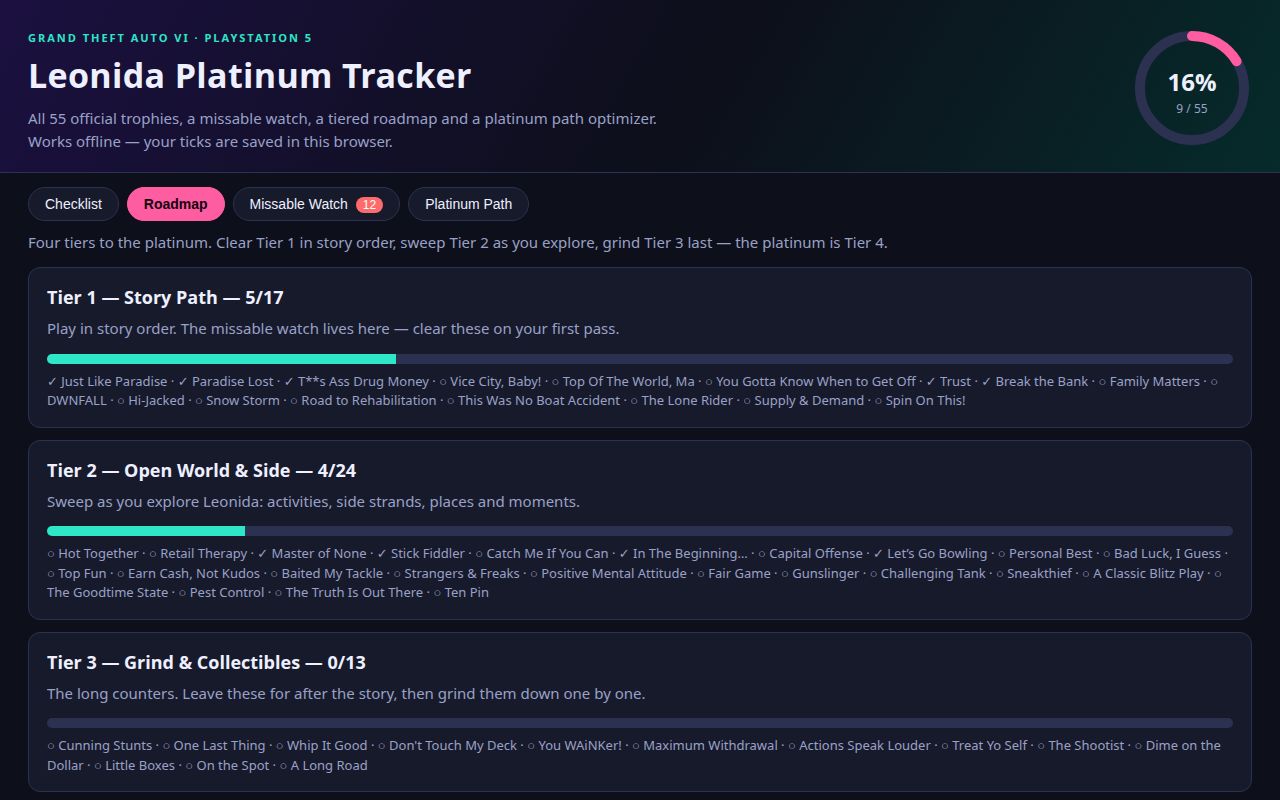 GRAND THEFT AUTO VI · PLAYSTATION 5
Leonida Platinum Tracker
All 55 official trophies, a missable watch, a tiered roadmap and a platinum path optimizer.
Works offline — your ticks are saved in this browser.
16%
9 / 55
Checklist
Roadmap
Missable Watch 12
Platinum Path
Four tiers to the platinum. Clear Tier 1 in story order, sweep Tier 2 as you explore, grind Tier 3 last — the platinum is Tier 4.
Tier 1 — Story Path — 5/17
Play in story order. The missable watch lives here — clear these on your first pass.
✓ Just Like Paradise · ✓ Paradise Lost · ✓ T**s Ass Drug Money · ○ Vice City, Baby! · ○ Top Of The World, Ma · ○ You Gotta Know When to Get Off · ✓ Trust · ✓ Break the Bank · ○ Family Matters · ○
DWNFALL · ○ Hi-Jacked · ○ Snow Storm · ○ Road to Rehabilitation · ○ This Was No Boat Accident · ○ The Lone Rider · ○ Supply & Demand · ○ Spin On This!
Tier 2 — Open World & Side — 4/24
Sweep as you explore Leonida: activities, side strands, places and moments.
○ Hot Together · ○ Retail Therapy · ✓ Master of None · ✓ Stick Fiddler · ○ Catch Me If You Can · ✓ In The Beginning... · ○ Capital Offense · ✓ Let's Go Bowling · ○ Personal Best · ○ Bad Luck, I Guess ·
○ Top Fun · ○ Earn Cash, Not Kudos · ○ Baited My Tackle · ○ Strangers & Freaks · ○ Positive Mental Attitude · ○ Fair Game · ○ Gunslinger · ○ Challenging Tank · ○ Sneakthief · ○ A Classic Blitz Play · ○
The Goodtime State · ○ Pest Control · ○ The Truth Is Out There · ○ Ten Pin
Tier 3 — Grind & Collectibles — 0/13
The long counters. Leave these for after the story, then grind them down one by one.
○ Cunning Stunts · ○ One Last Thing · ○ Whip It Good · ○ Don't Touch My Deck · ○ You WAiNKer! · ○ Maximum Withdrawal · ○ Actions Speak Louder · ○ Treat Yo Self · ○ The Shootist · ○ Dime on the
Dollar · ○ Little Boxes · ○ On the Spot · ○ A Long Road